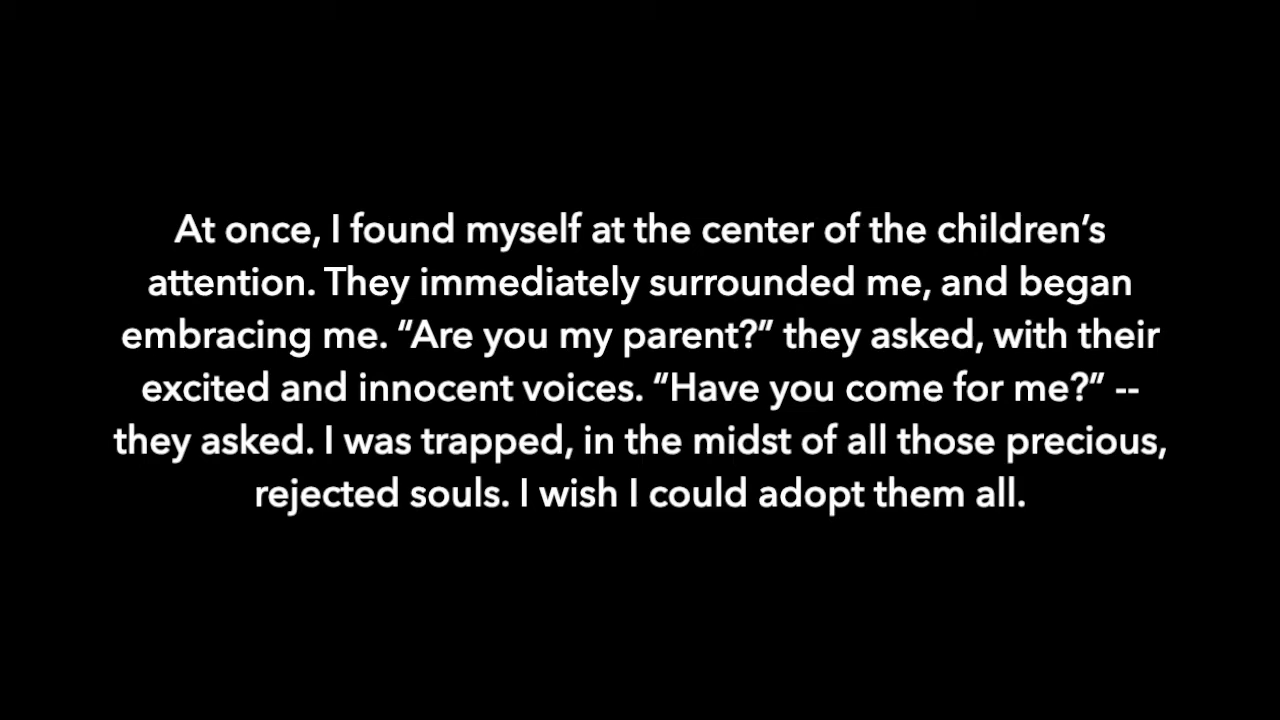 At once, I found myself at the center of the children’s
attention. They immediately surrounded me, and began
embracing me. “Are you my parent?” they asked, with their
excited and innocent voices. “Have you come for me?” --
they asked. I was trapped, in the midst of all those precious,
rejected souls. I wish I could adopt them all.